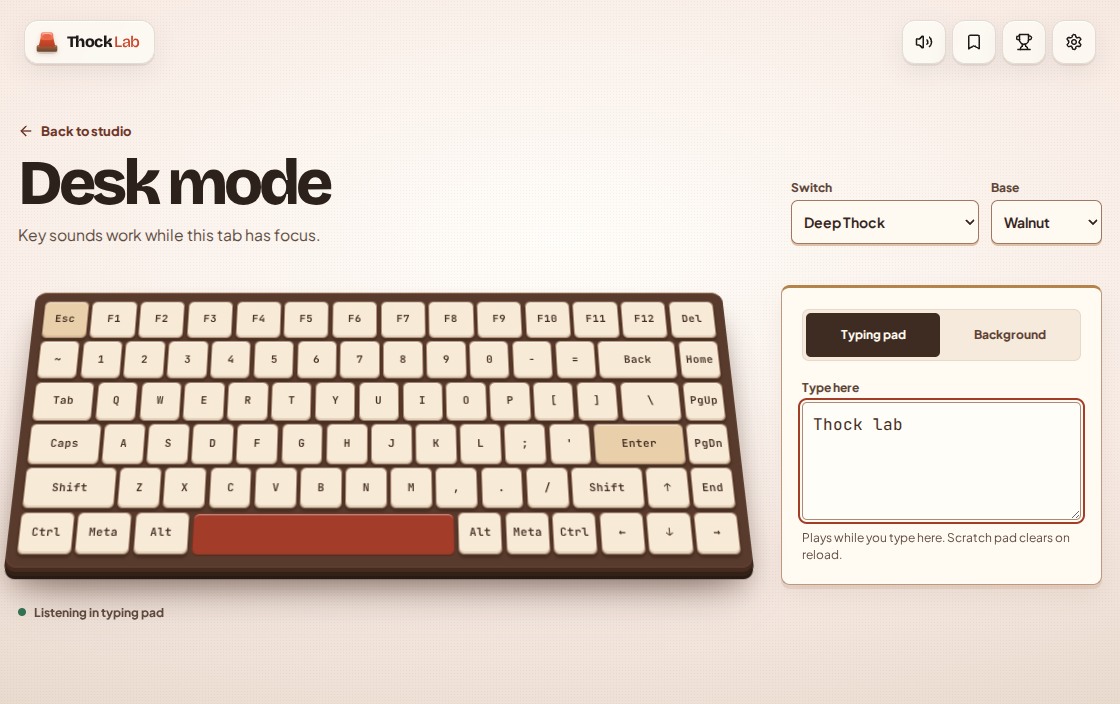 Thock Lab
Back to studio
Desk mode
Key sounds work while this tab has focus.
Switch
Base
Deep Thock
Walnut
Esc F1 F2 F3 F4 F5 F6 F7 F8 F9 F10 F11 F12 Del
~ 1 2 3 4 5 6 7 8 9 0 - = Back Home
Tab Q W E R T Y U I O P [ ] \ PgUp
Caps A S D F G H J K L ; ' Enter PgDn
Shift Z X C V B N M , . / Shift ↑ End
Ctrl Meta Alt Alt Meta Ctrl ← ↓ →
Listening in typing pad
Typing pad
Background
Type here
Thock lab
Plays while you type here. Scratch pad clears on
reload.